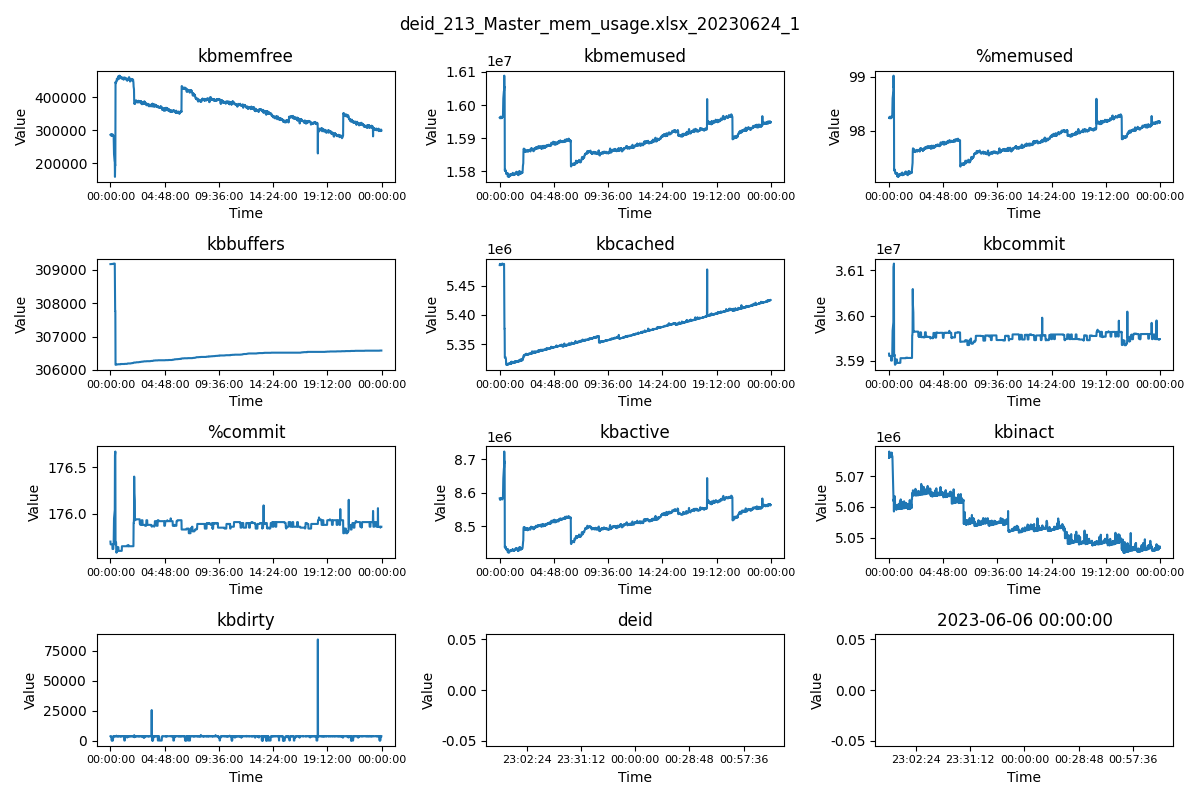 deid_213_Master_mem_usage.xlsx_20230624_1
kbmemfree
Value
400000
300000
200000
00:00:00 04:48:00 09:36:00 14:24:00 19:12:00 00:00:00
Time
kbmemused
1e7
Value
1.61
1.60
1.59
1.58
00:00:00 04:48:00 09:36:00 14:24:00 19:12:00 00:00:00
Time
%memused
Value
99
98
00:00:00 04:48:00 09:36:00 14:24:00 19:12:00 00:00:00
Time
kbbuffers
Value
309000
308000
307000
306000
00:00:00 04:48:00 09:36:00 14:24:00 19:12:00 00:00:00
Time
kbcached
1e6
Value
5.45
5.40
5.35
00:00:00 04:48:00 09:36:00 14:24:00 19:12:00 00:00:00
Time
kbcommit
1e7
Value
3.61
3.60
3.59
00:00:00 04:48:00 09:36:00 14:24:00 19:12:00 00:00:00
Time
%commit
Value
176.5
176.0
00:00:00 04:48:00 09:36:00 14:24:00 19:12:00 00:00:00
Time
kbactive
1e6
Value
8.7
8.6
8.5
00:00:00 04:48:00 09:36:00 14:24:00 19:12:00 00:00:00
Time
kbinact
1e6
Value
5.07
5.06
5.05
00:00:00 04:48:00 09:36:00 14:24:00 19:12:00 00:00:00
Time
kbdirty
Value
75000
50000
25000
0
00:00:00 04:48:00 09:36:00 14:24:00 19:12:00 00:00:00
Time
deid
Value
0.05
0.00
-0.05
23:02:24 23:31:12 00:00:00 00:28:48 00:57:36
Time
2023-06-06 00:00:00
Value
0.05
0.00
-0.05
23:02:24 23:31:12 00:00:00 00:28:48 00:57:36
Time